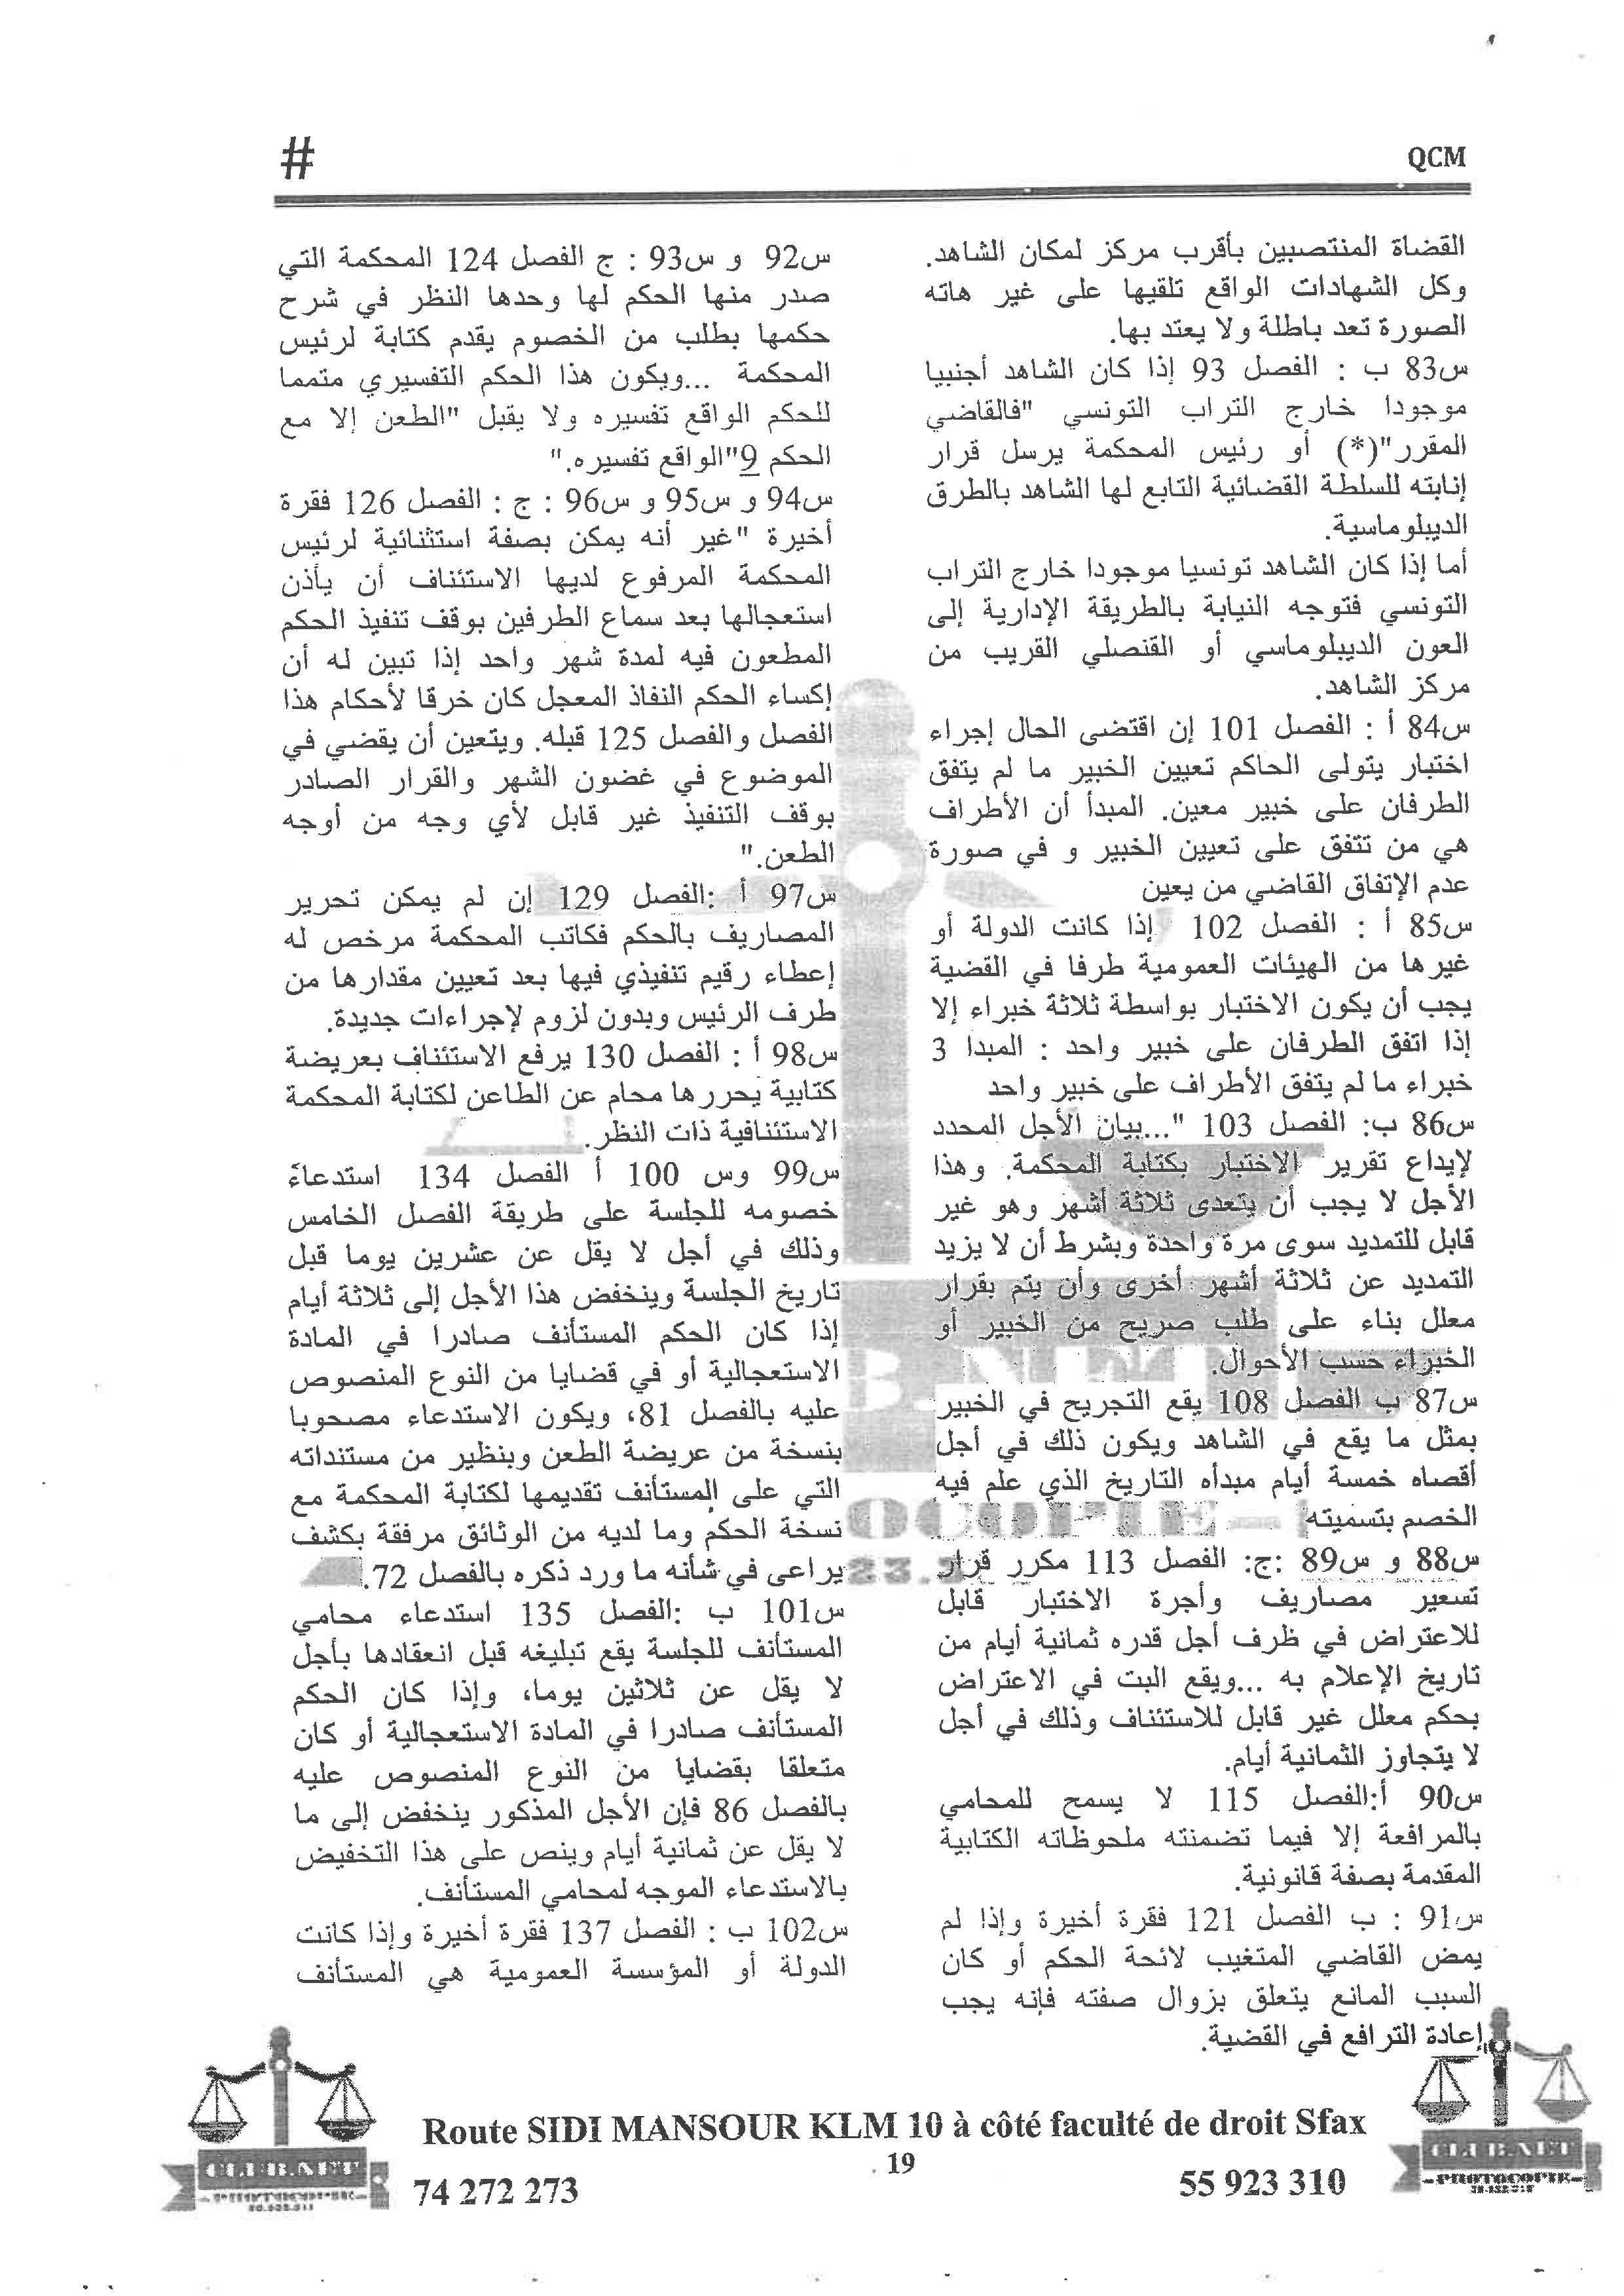 #
QCM
القضاة المنتصبين بأقرب مركز لمكان الشاهد.
وكل الشهادات الواقع تلقيها على غير هاته
الصورة تعد باطلة ولا يعتد بها.
س83 ب : الفصل 93 إذا كان الشاهد أجنبيا
موجودا خارج التراب التونسي "فالقاضي
المقرر"(*) أو رئيس المحكمة يرسل قرار
إنابته للسلطة القضائية التابع لها الشاهد بالطرق
الديبلوماسية.
أما إذا كان الشاهد تونسيا موجودا خارج التراب
التونسي فتوجه النيابة بالطريقة الإدارية إلى
العون الديبلوماسي أو القنصلي القريب من
مركز الشاهد.
س84 أ : الفصل 101 إن اقتضى الحال إجراء
اختبار يتولى الحاكم تعيين الخبير ما لم يتفق
الطرفان على خبير معين. المبدأ أن الأطراف
هي من تتفق على تعيين الخبير و في صورة
عدم الإتفاق القاضي من يعين
س85 أ : الفصل 102 إذا كانت الدولة أو
غيرها من الهيئات العمومية طرفا في القضية
يجب أن يكون الاختبار بواسطة ثلاثة خبراء إلا
إذا اتفق الطرفان على خبير واحد : المبدا 3
خبراء ما لم يتفق الأطراف على خبير واحد
س86 ب: الفصل 103 "...بيان الأجل المحدد
لإيداع تقرير الاختبار بكتابة المحكمة. وهذا
الأجل لا يجب أن يتعدى ثلاثة أشهر وهو غير
قابل للتمديد سوى مرة واحدة وبشرط أن لا يزيد
التمديد عن ثلاثة أشهر أخرى وأن يتم بقرار
معلل بناء على طلب صريح من الخبير أو
الخبراء حسب الأحوال.
س87 ب الفصل 108 يقع التجريح في الخبير
بمثل ما يقع في الشاهد ويكون ذلك في أجل
أقصاه خمسة أيام مبدأه التاريخ الذي علم فيه
الخصم بتسميته
س88 و س89 :ج: الفصل 113 مكرر قرار
تسعير مصاريف وأجرة الاختبار قابل
للاعتراض في ظرف أجل قدره ثمانية أيام من
تاريخ الإعلام به ...ويقع البت في الاعتراض
بحكم معلل غير قابل للاستئناف وذلك في أجل
لا يتجاوز الثمانية أيام.
س90 أ:الفصل 115 لا يسمح للمحامي
بالمرافعة إلا فيما تضمنته ملحوظاته الكتابية
المقدمة بصفة قانونية.
س91 : ب الفصل 121 فقرة أخيرة وإذا لم
يمض القاضي المتغيب لائحة الحكم أو كان
السبب المانع يتعلق بزوال صفته فإنه يجب
إعادة الترافع في القضية.
س92 و س93 : ج الفصل 124 المحكمة التي
صدر منها الحكم لها وحدها النظر في شرح
حكمها بطلب من الخصوم يقدم كتابة لرئيس
المحكمة ...ويكون هذا الحكم التفسيري متمما
للحكم الواقع تفسيره ولا يقبل "الطعن إلا مع
الحكم 9"الواقع تفسيره."
س94 و س95 و س96 : ج : الفصل 126 فقرة
أخيرة "غير أنه يمكن بصفة استثنائية لرئيس
المحكمة المرفوع لديها الاستئناف أن يأذن
استعجالها بعد سماع الطرفين بوقف تنفيذ الحكم
المطعون فيه لمدة شهر واحد إذا تبين له أن
إكساء الحكم النفاذ المعجل كان خرقا لأحكام هذا
الفصل والفصل 125 قبله. ويتعين أن يقضي في
الموضوع في غضون الشهر والقرار الصادر
بوقف التنفيذ غير قابل لأي وجه من أوجه
الطعن."
س97 أ :الفصل 129 إن لم يمكن تحرير
المصاريف بالحكم فكاتب المحكمة مرخص له
إعطاء رقيم تنفيذي فيها بعد تعيين مقدارها من
طرف الرئيس وبدون لزوم لإجراءات جديدة.
س98 أ : الفصل 130 يرفع الاستئناف بعريضة
كتابية يحررها محام عن الطاعن لكتابة المحكمة
الاستئنافية ذات النظر.
س99 وس 100 أ الفصل 134 استدعاء
خصومه للجلسة على طريقة الفصل الخامس
وذلك في أجل لا يقل عن عشرين يوما قبل
تاريخ الجلسة وينخفض هذا الأجل إلى ثلاثة أيام
إذا كان الحكم المستأنف صادرا في المادة
الاستعجالية أو في قضايا من النوع المنصوص
عليه بالفصل 81، ويكون الاستدعاء مصحوبا
بنسخة من عريضة الطعن وبنظير من مستنداته
التي على المستأنف تقديمها لكتابة المحكمة مع
نسخة الحكم وما لديه من الوثائق مرفقة بكشف
يراعى في شأنه ما ورد ذكره بالفصل 72.
س101 ب :الفصل 135 استدعاء محامي
المستأنف للجلسة يقع تبليغه قبل انعقادها بأجل
لا يقل عن ثلاثين يوما، وإذا كان الحكم
المستأنف صادرا في المادة الاستعجالية أو كان
متعلقا بقضايا من النوع المنصوص عليه
بالفصل 86 فإن الأجل المذكور ينخفض إلى ما
لا يقل عن ثمانية أيام وينص على هذا التخفيض
بالاستدعاء الموجه لمحامي المستأنف.
س102 ب : الفصل 137 فقرة أخيرة وإذا كانت
الدولة أو المؤسسة العمومية هي المستأنف
Route SIDI MANSOUR KLM 10 à côté faculté de droit Sfax
19
74 272 273
55 923 310
CLUB.NET
CLUB.NET
PHOTOCOPIE